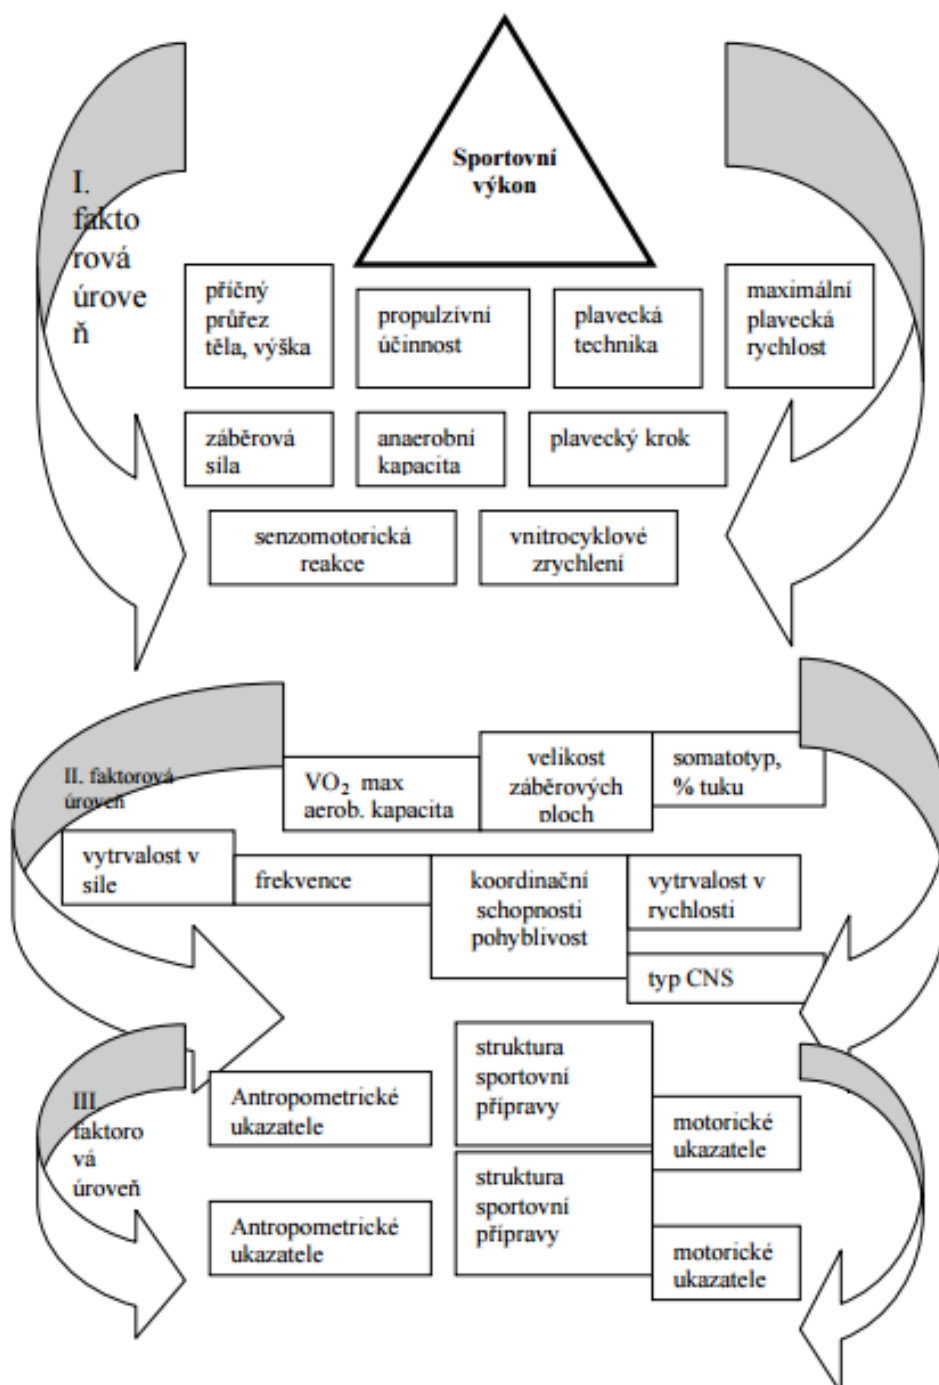 Sportovní
výkon
I.
fakto
rová
úrove
ň
příčný
průřez
těla, výška
propulzívní
účinnost
plavecká
technika
maximální
plavecká
rychlost
záběrová
síla
anaerobní
kapacita
plavecký krok
senzomotorická
reakce
vnitrocyklové
zrychlení
II. faktorová
úroveň
VO₂ max
aerob. kapacita
velikost
záběrových
ploch
somatotyp,
% tuku
vytrvalost v
síle
frekvence
koordinační
schopnosti
pohyblivost
vytrvalost v
rychlosti
typ CNS
III
faktoro
vá
úroveň
Antropometrické
ukazatele
struktura
sportovní
přípravy
motorické
ukazatele
Antropometrické
ukazatele
struktura
sportovní
přípravy
motorické
ukazatele